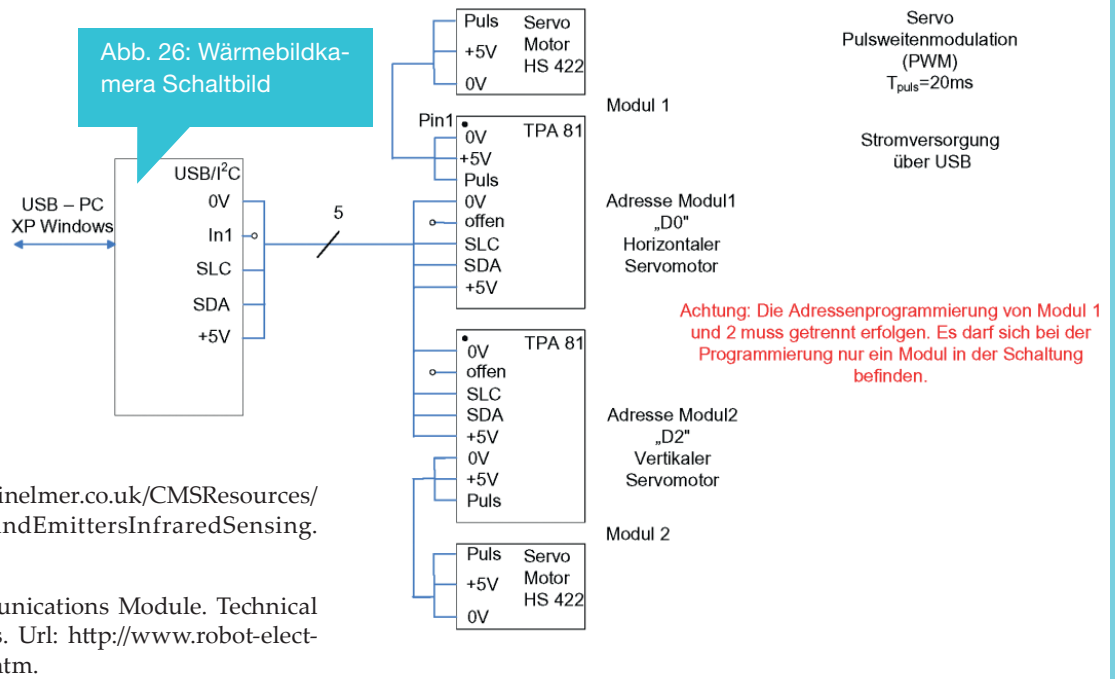 Abb. 26: Wärmebildka-
mera Schaltbild
USB – PC
XP Windows
USB/I²C
0V
In1
SLC
SDA
+5V
5
Puls
+5V
0V
Servo
Motor
HS 422
Modul 1
Pin1
TPA 81
0V
+5V
Puls
0V
offen
SLC
SDA
+5V
Adresse Modul1
„D0"
Horizontaler
Servomotor
TPA 81
0V
offen
SLC
SDA
+5V
0V
+5V
Puls
Adresse Modul2
„D2"
Vertikaler
Servomotor
Modul 2
Puls
+5V
0V
Servo
Motor
HS 422
Servo
Pulsweitenmodulation
(PWM)
Tpuls=20ms
Stromversorgung
über USB
Achtung: Die Adressenprogrammierung von Modul 1
und 2 muss getrennt erfolgen. Es darf sich bei der
Programmierung nur ein Modul in der Schaltung
befinden.
inelmer.co.uk/CMSResources/
ndEmittersInfraredSensing.
unications Module. Technical
s. Url: http://www.robot-elect-
ntm.